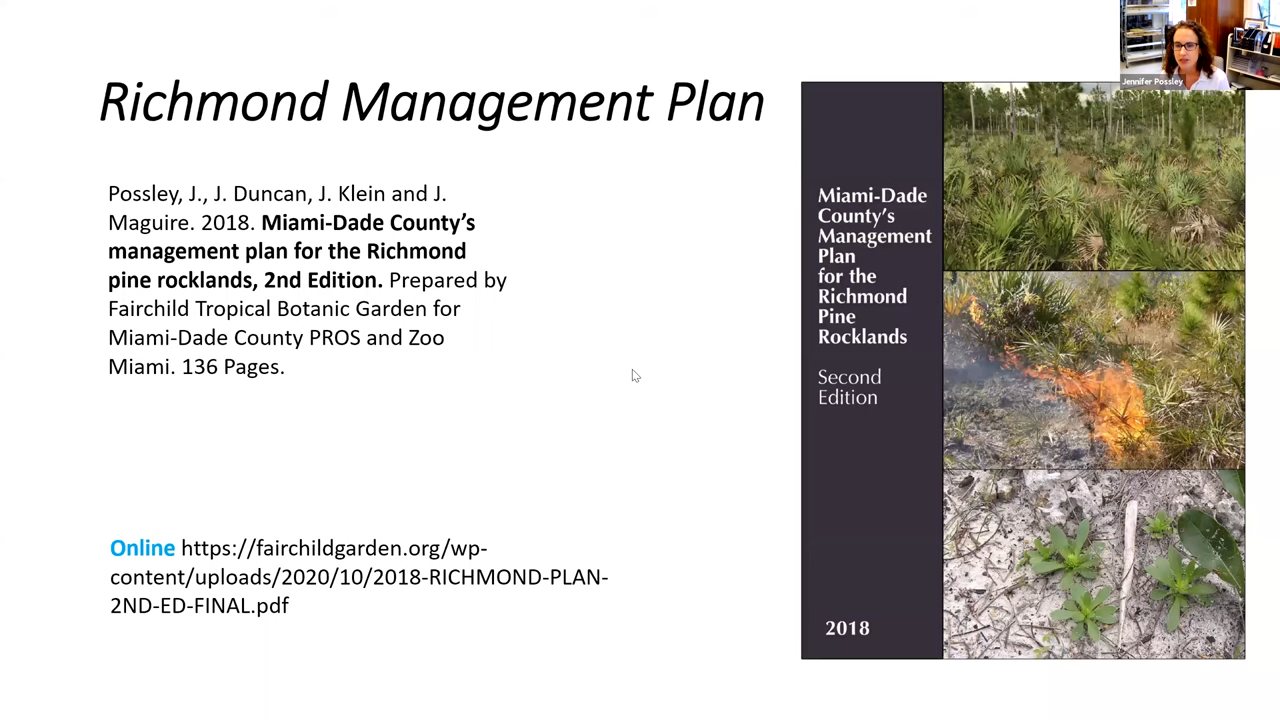 Richmond Management Plan
Possley, J., J. Duncan, J. Klein and J.
Maguire. 2018. Miami-Dade County’s
management plan for the Richmond
pine rocklands, 2nd Edition. Prepared by
Fairchild Tropical Botanic Garden for
Miami-Dade County PROS and Zoo
Miami. 136 Pages.
Online https://fairchildgarden.org/wp-
content/uploads/2020/10/2018-RICHMOND-PLAN-
2ND-ED-FINAL.pdf
Miami-Dade
County’s
Management
Plan
for the
Richmond
Pine
Rocklands
Second
Edition
2018
Jennifer Possley